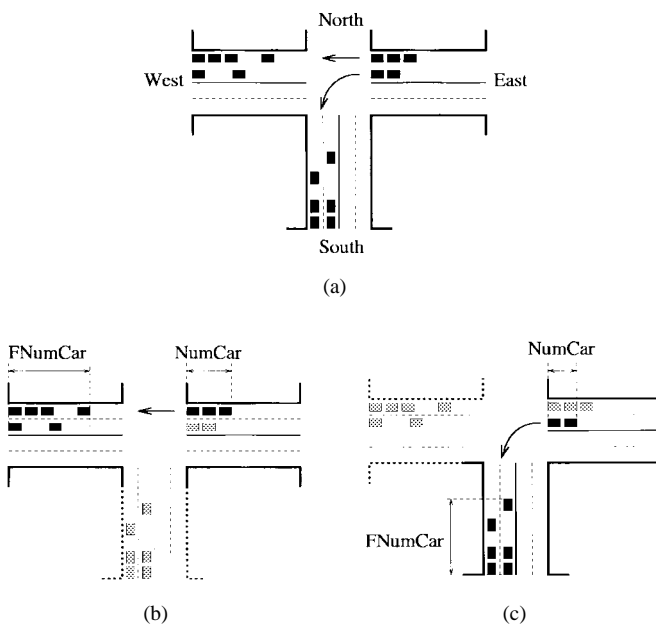 North
West
East
South
(a)
FNumCar
NumCar
NumCar
FNumCar
(b)
(c)